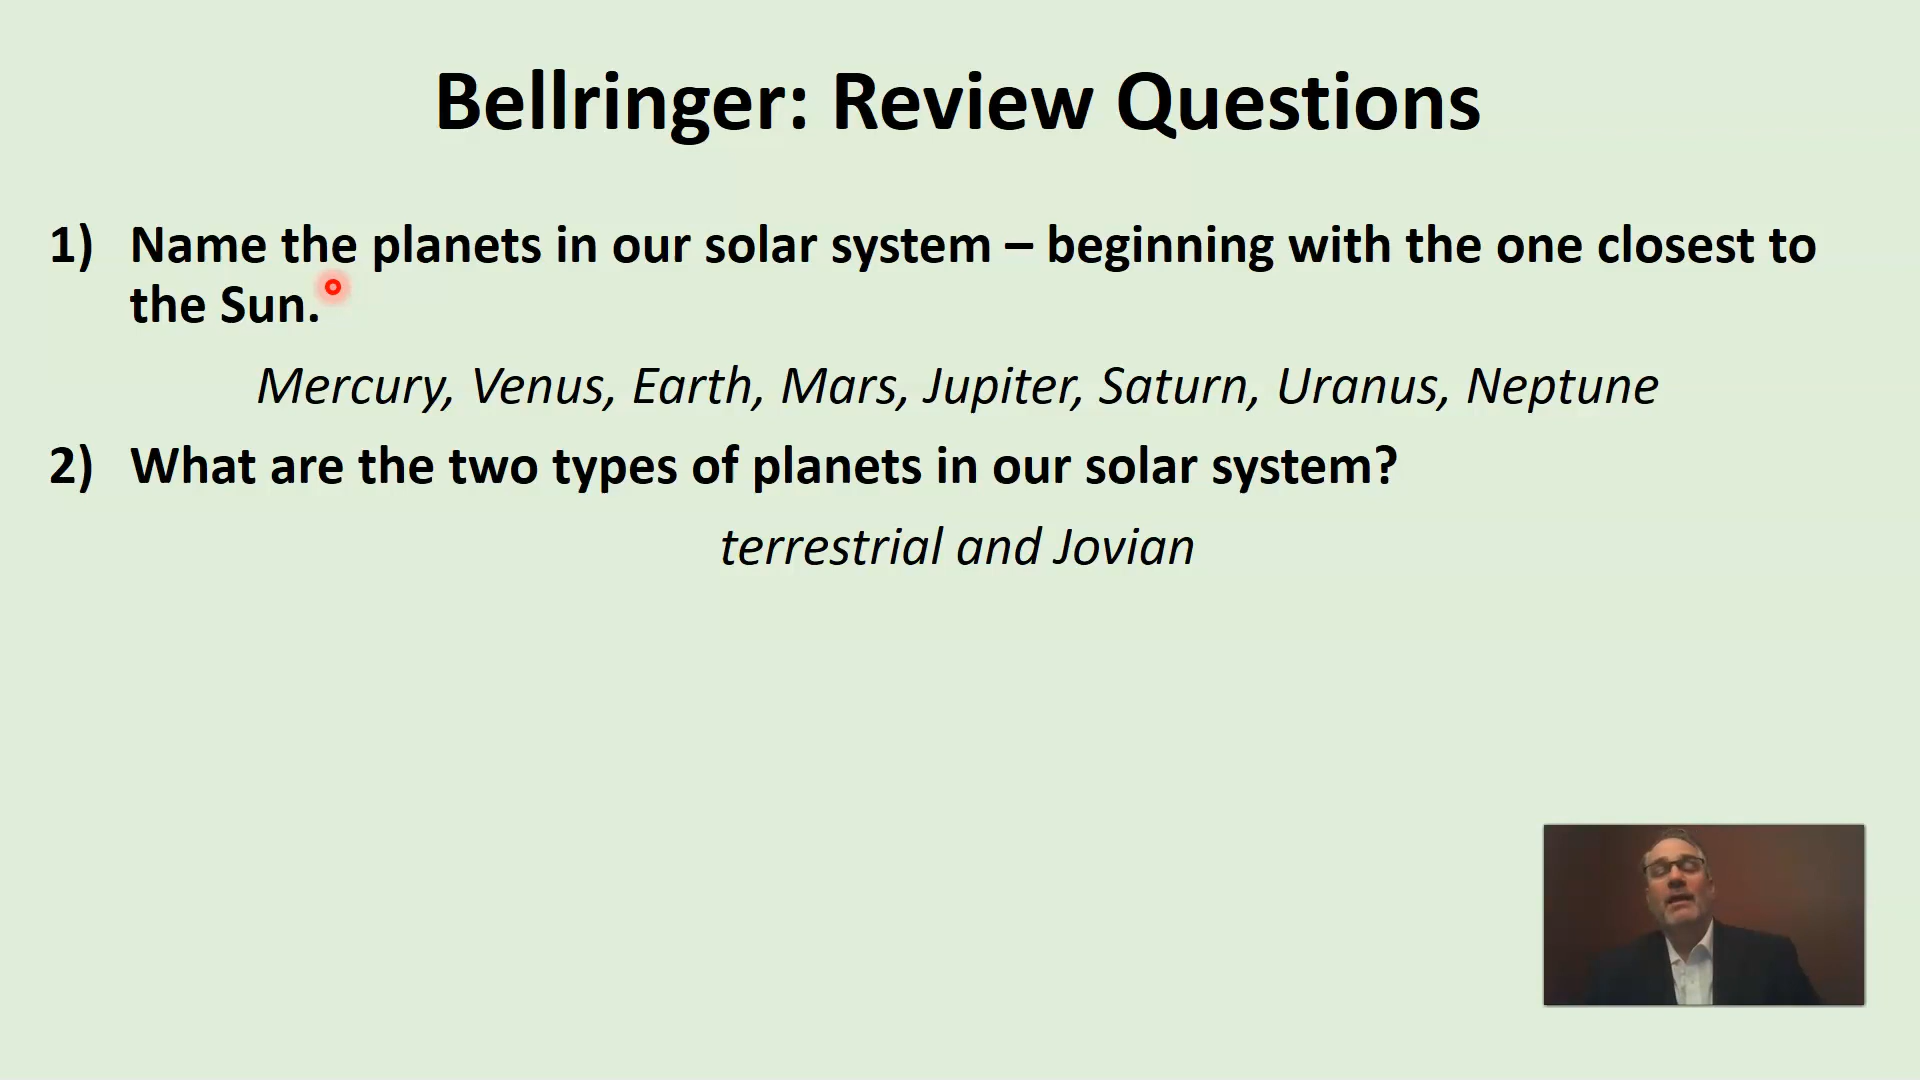 Bellringer: Review Questions
1) Name the planets in our solar system – beginning with the one closest to
the Sun.
Mercury, Venus, Earth, Mars, Jupiter, Saturn, Uranus, Neptune
2) What are the two types of planets in our solar system?
terrestrial and Jovian